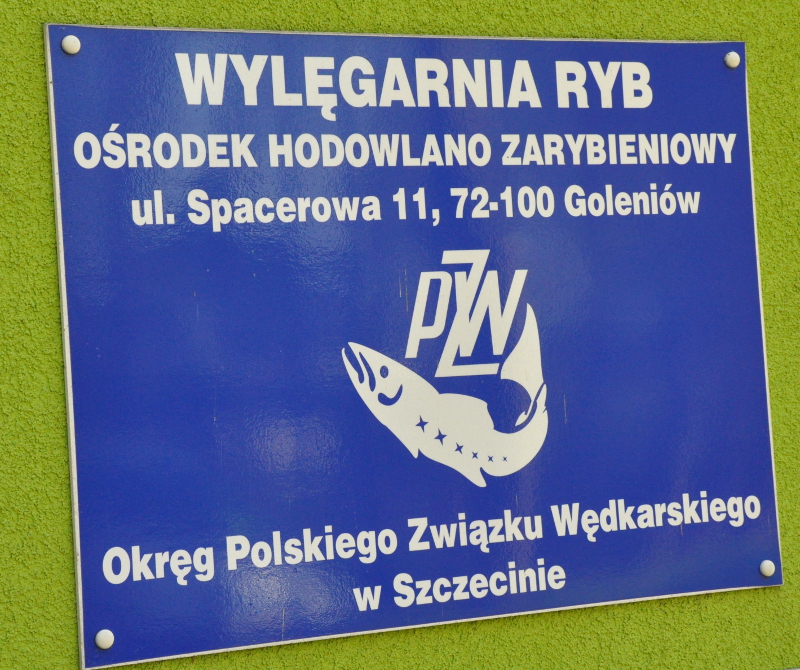 WYLĘGARNIA RYB
OŚRODEK HODOWLANO ZARYBIENIOWY
ul. Spacerowa 11, 72-100 Goleniów
PZW
Okręg Polskiego Związku Wędkarskiego
w Szczecinie